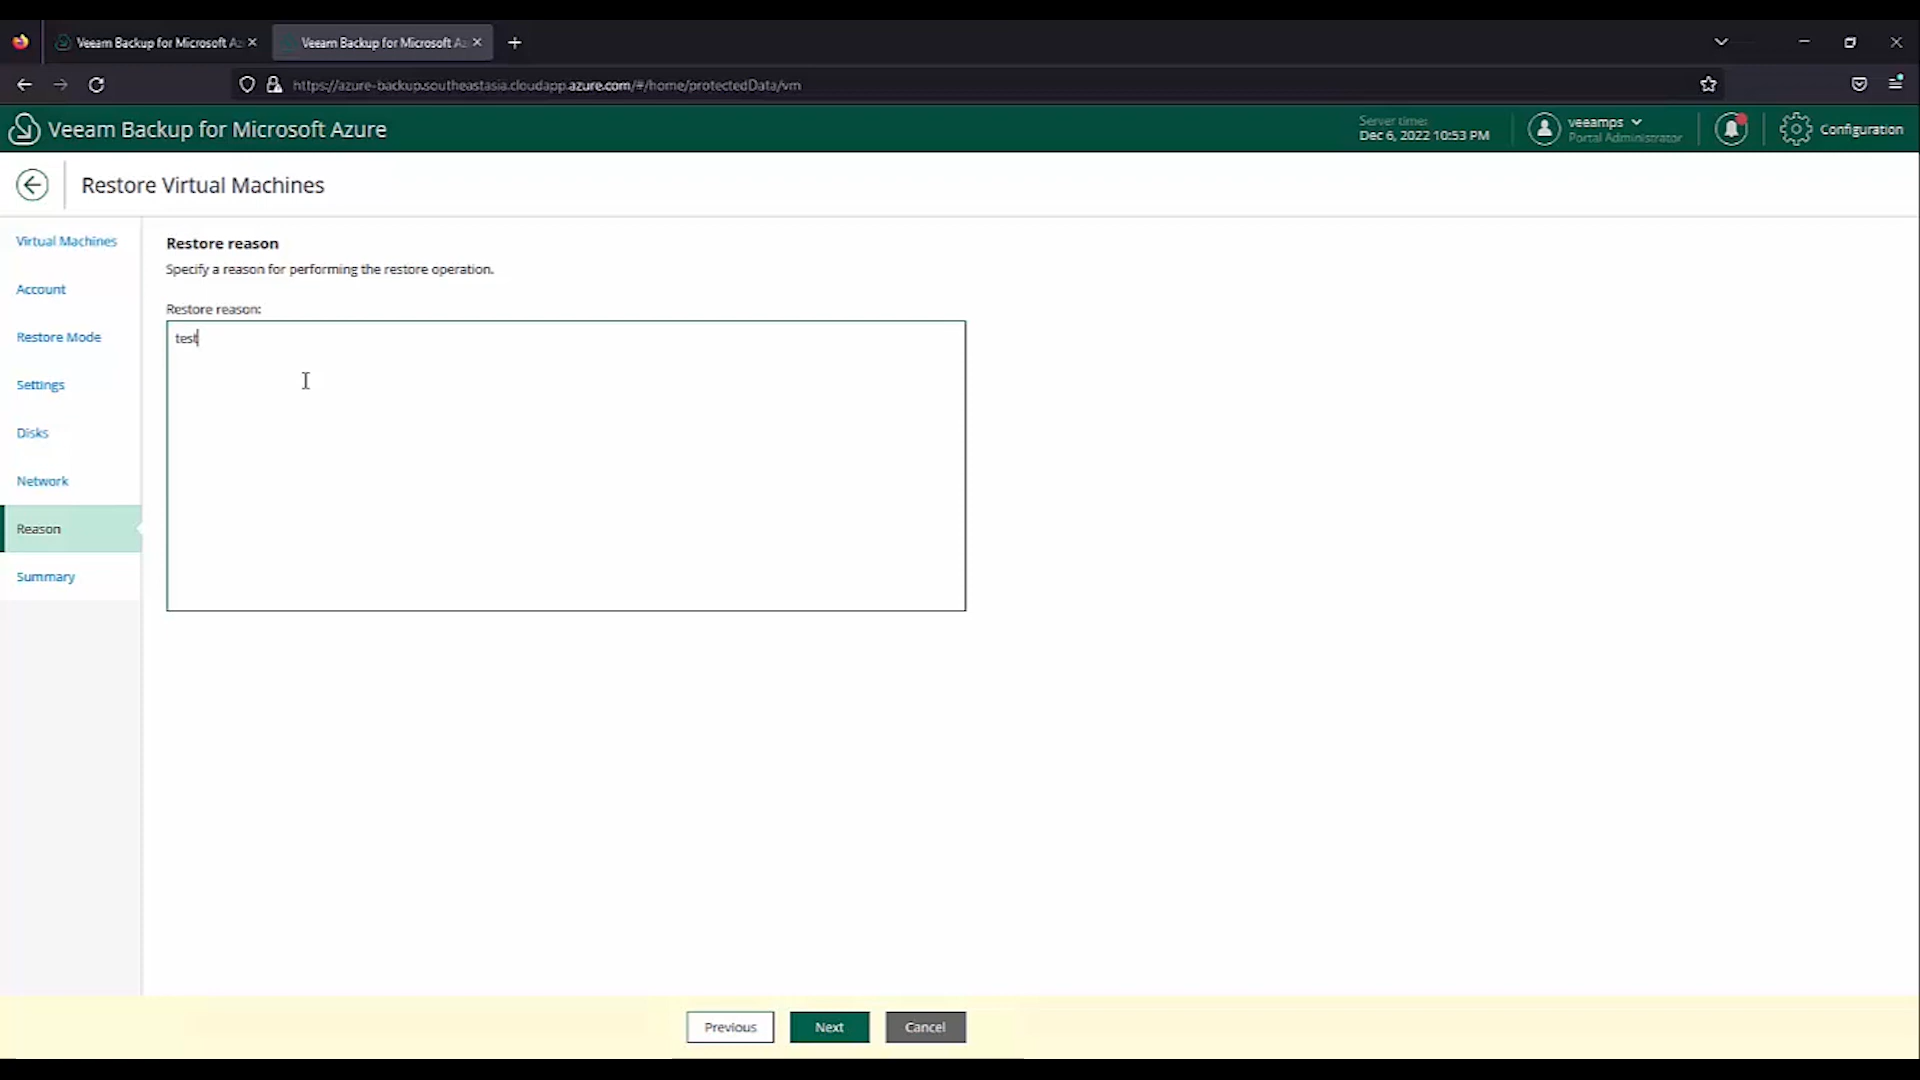 Veeam Backup for Microsoft Az
Veeam Backup for Microsoft Az
https://azure-backup.southeastasia.cloudapp.azure.com/#/home/protectedData/vm
Veeam Backup for Microsoft Azure
Server time:
Dec 6, 2022 10:53 PM
veeamps
Portal Administrator
Configuration
Restore Virtual Machines
Virtual Machines
Account
Restore Mode
Settings
Disks
Network
Reason
Summary
Restore reason
Specify a reason for performing the restore operation.
Restore reason:
test
Previous
Next
Cancel